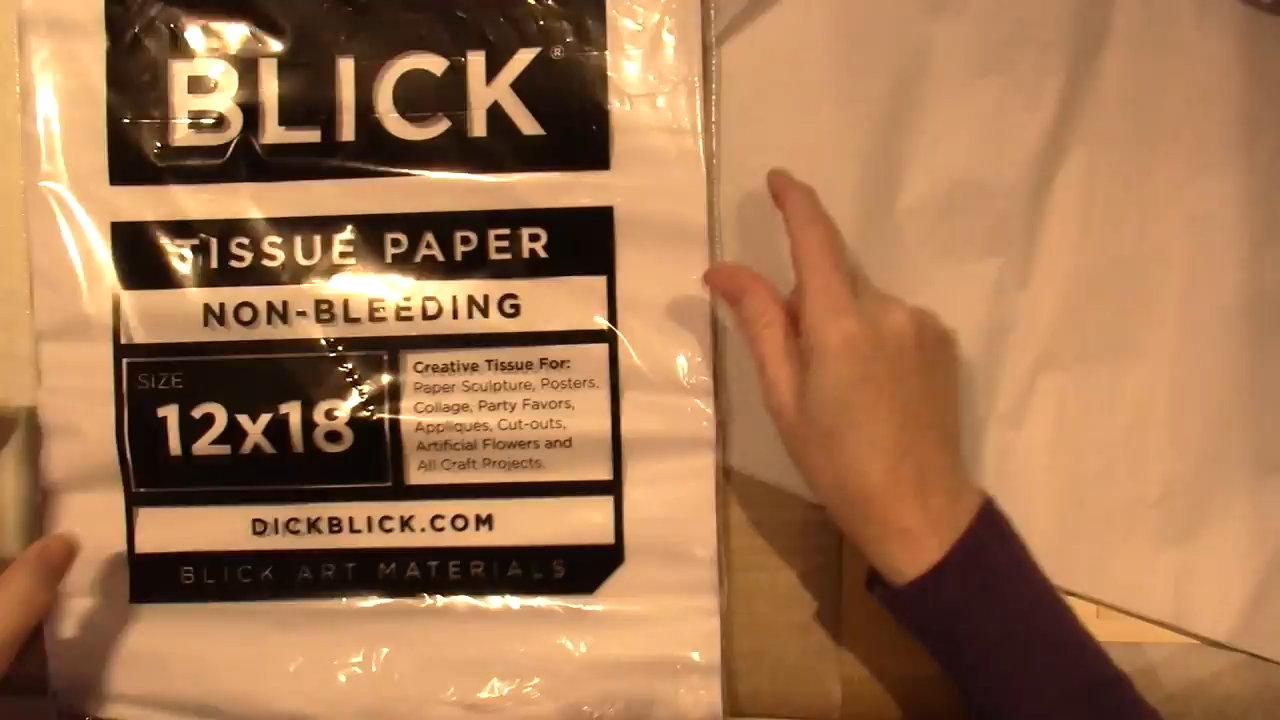 BLICK®
TISSUE PAPER
NON-BLEEDING
SIZE
12x18
Creative Tissue For:
Paper Sculpture, Posters,
Collage, Party Favors,
Appliques, Cut-outs,
Artificial Flowers and
All Craft Projects.
DICKBLICK.COM
BLICK ART MATERIALS